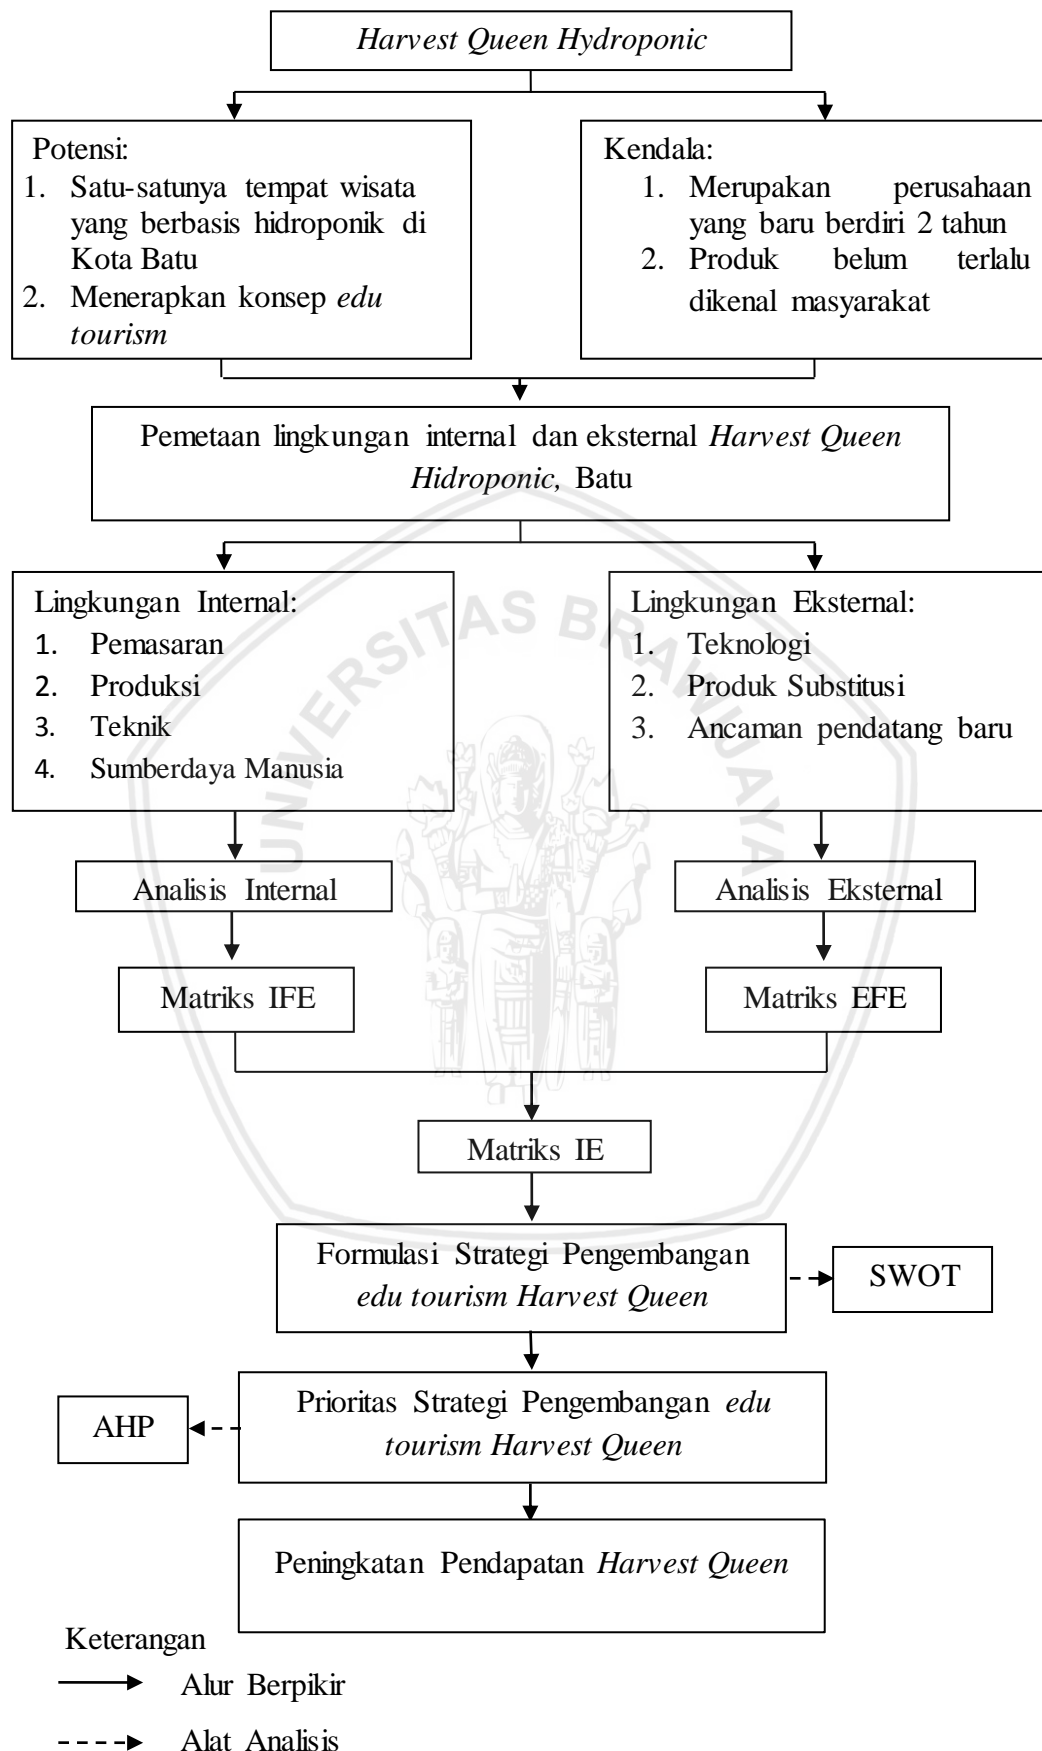 Harvest Queen Hydroponic
Potensi:
1. Satu-satunya tempat wisata
yang berbasis hidroponik di
Kota Batu
2. Menerapkan konsep edu
tourism
Kendala:
1. Merupakan perusahaan
yang baru berdiri 2 tahun
2. Produk belum terlalu
dikenal masyarakat
Pemetaan lingkungan internal dan eksternal Harvest Queen
Hidroponic, Batu
Lingkungan Internal:
1. Pemasaran
2. Produksi
3. Teknik
4. Sumberdaya Manusia
Lingkungan Eksternal:
1. Teknologi
2. Produk Substitusi
3. Ancaman pendatang baru
UNIVERSITAS BRAWIJAYA
Analisis Internal
Analisis Eksternal
Matriks IFE
Matriks EFE
Matriks IE
Formulasi Strategi Pengembangan
edu tourism Harvest Queen
SWOT
Prioritas Strategi Pengembangan edu
tourism Harvest Queen
AHP
Peningkatan Pendapatan Harvest Queen
Keterangan
Alur Berpikir
Alat Analisis